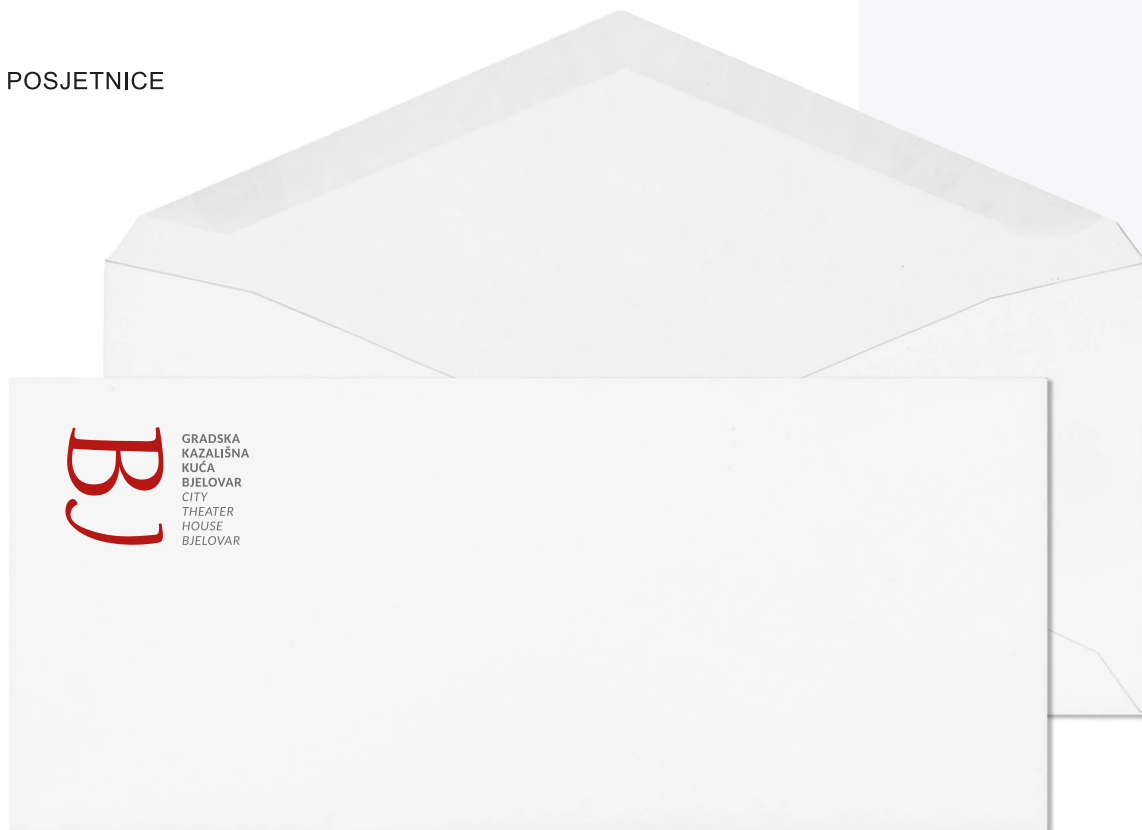 POSJETNICE
BJ
GRADSKA
KAZALIŠNA
KUĆA
BJELOVAR
CITY
THEATER
HOUSE
BJELOVAR